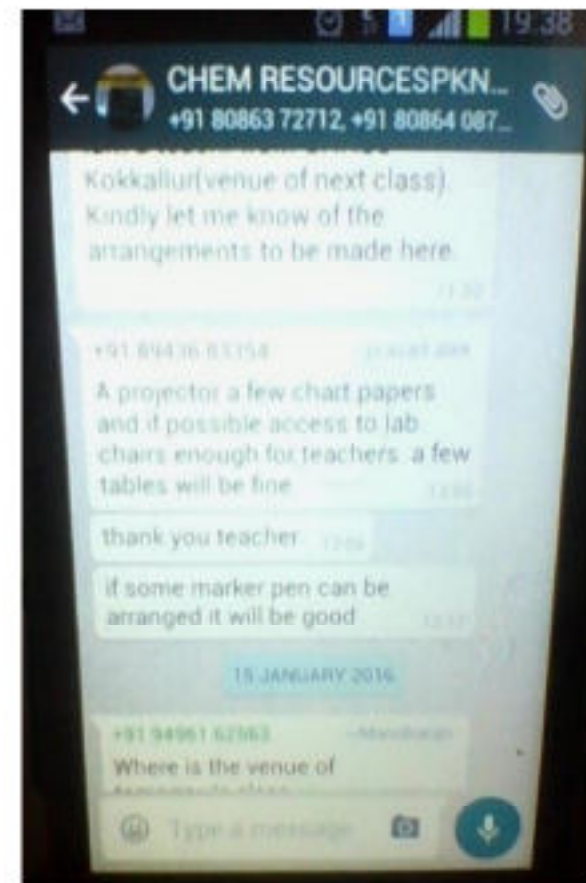 19:38
CHEM RESOURCESPKN...
+91 80863 72712, +91 80864 087...
Kokkallur(venue of next class).
Kindly let me know of the
arrangements to be made here.
A projector a few chart papers
and if possible access to lab
chairs enough for teachers a few
tables will be fine
thank you teacher
if some marker pen can be
arranged it will be good
15 JANUARY 2016
Where is the venue of
Type a message